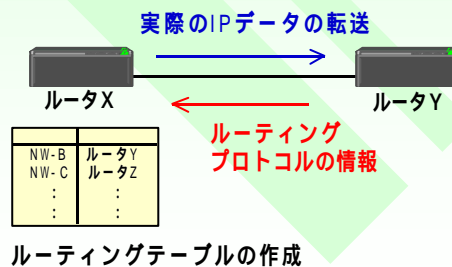 実際のIPデータの転送
ルータX
ルータY
ルーティング
プロトコルの情報
NW-B ルータY
NW-C ルータZ
: :
: :
ルーティングテーブルの作成